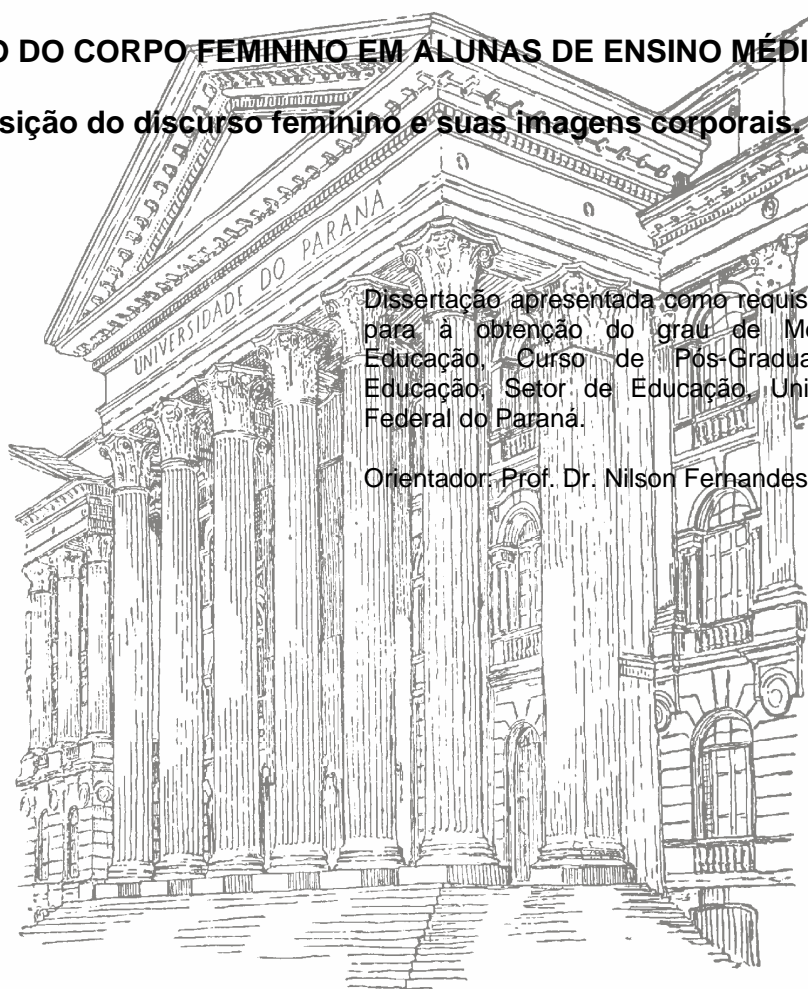 O DO CORPO FEMININO EM ALUNAS DE ENSINO MÉDI
sição do discurso feminino e suas imagens corporais.
UNIVERSIDADE DO PARANÁ
Dissertação apresentada como requis
para à obtenção do grau de Me
Educação, Curso de Pós-Gradua
Educação, Setor de Educação, Uni
Federal do Paraná.
Orientador: Prof. Dr. Nilson Fernandes